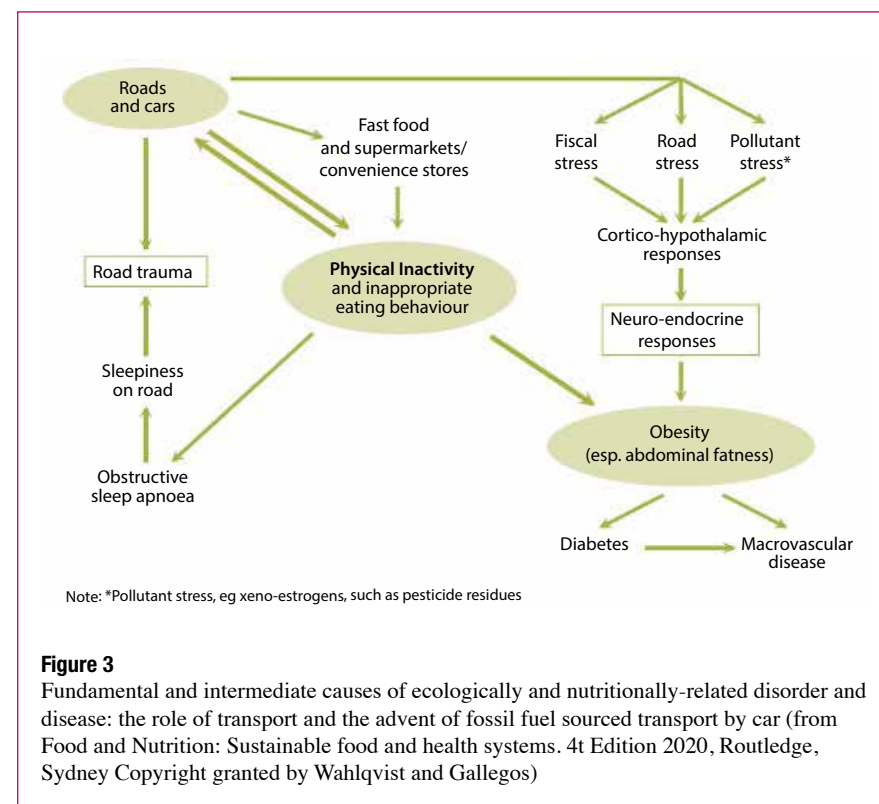 Roads
and cars
Fast food
and supermarkets/
convenience stores
Fiscal
stress
Road
stress
Pollutant
stress*
Cortico-hypothalamic
responses
Road trauma
Physical Inactivity
and inappropriate
eating behaviour
Neuro-endocrine
responses
Sleepiness
on road
Obesity
(esp. abdominal fatness)
Obstructive
sleep apnoea
Diabetes
Macrovascular
disease
Note: *Pollutant stress, eg xeno-estrogens, such as pesticide residues
Figure 3
Fundamental and intermediate causes of ecologically and nutritionally-related disorder and
disease: the role of transport and the advent of fossil fuel sourced transport by car (from
Food and Nutrition: Sustainable food and health systems. 4t Edition 2020, Routledge,
Sydney Copyright granted by Wahlqvist and Gallegos)